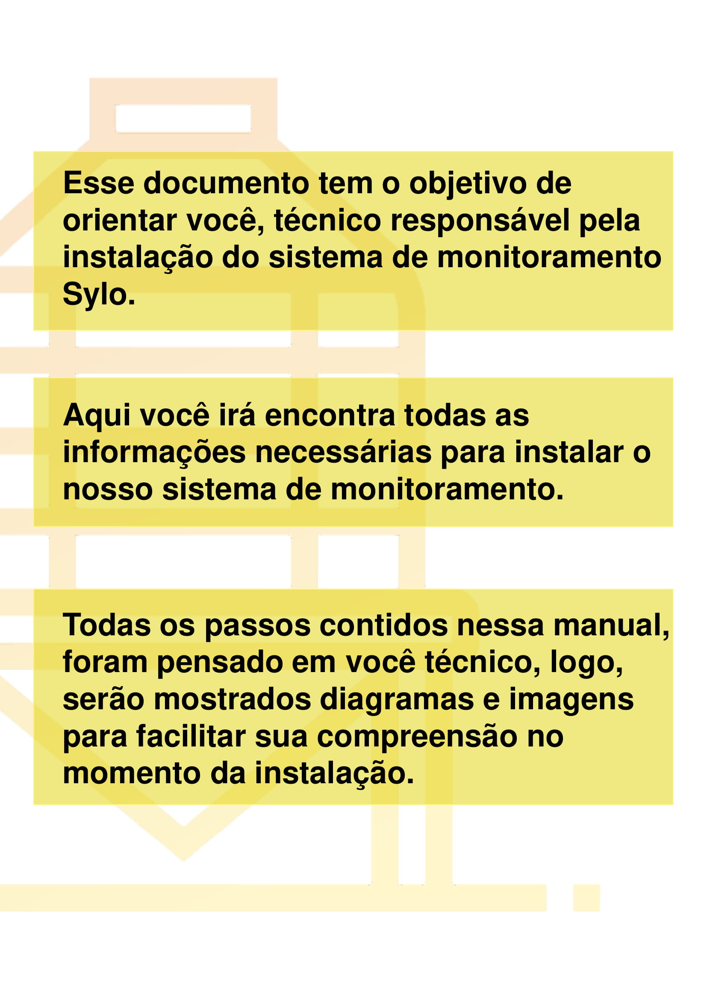 Esse documento tem o objetivo de
orientar você, técnico responsável pela
instalação do sistema de monitoramento
Sylo.
Aqui você irá encontra todas as
informações necessárias para instalar o
nosso sistema de monitoramento.
Todas os passos contidos nessa manual,
foram pensado em você técnico, logo,
serão mostrados diagramas e imagens
para facilitar sua compreensão no
momento da instalação.